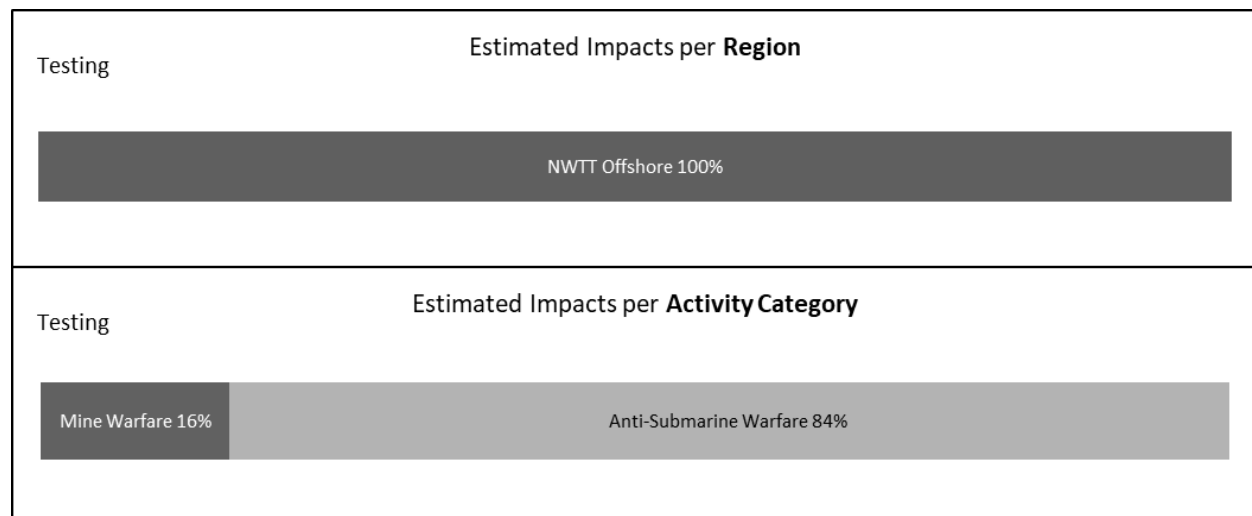 Estimated Impacts per Region
Testing
NWTT Offshore 100%
Estimated Impacts per Activity Category
Testing
Mine Warfare 16%
Anti-Submarine Warfare 84%